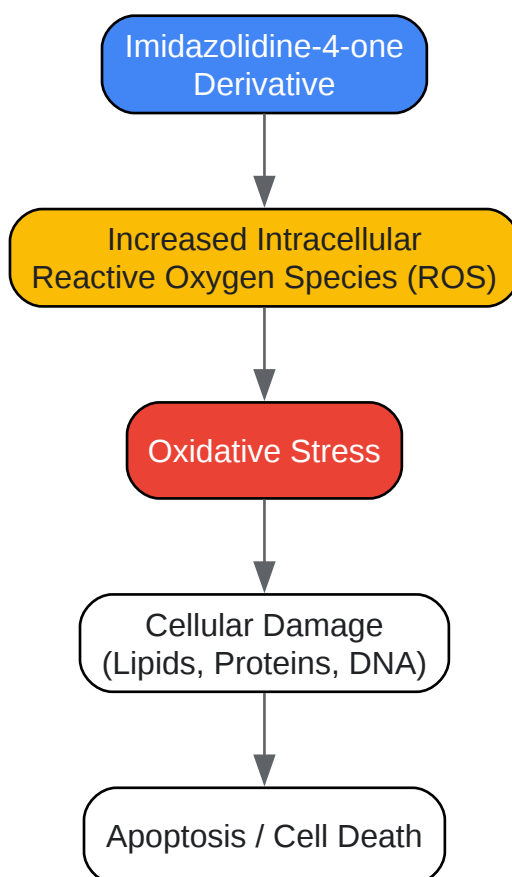 Imidazolidine-4-one
Derivative
Increased Intracellular
Reactive Oxygen Species (ROS)
Oxidative Stress
Cellular Damage
(Lipids, Proteins, DNA)
Apoptosis / Cell Death